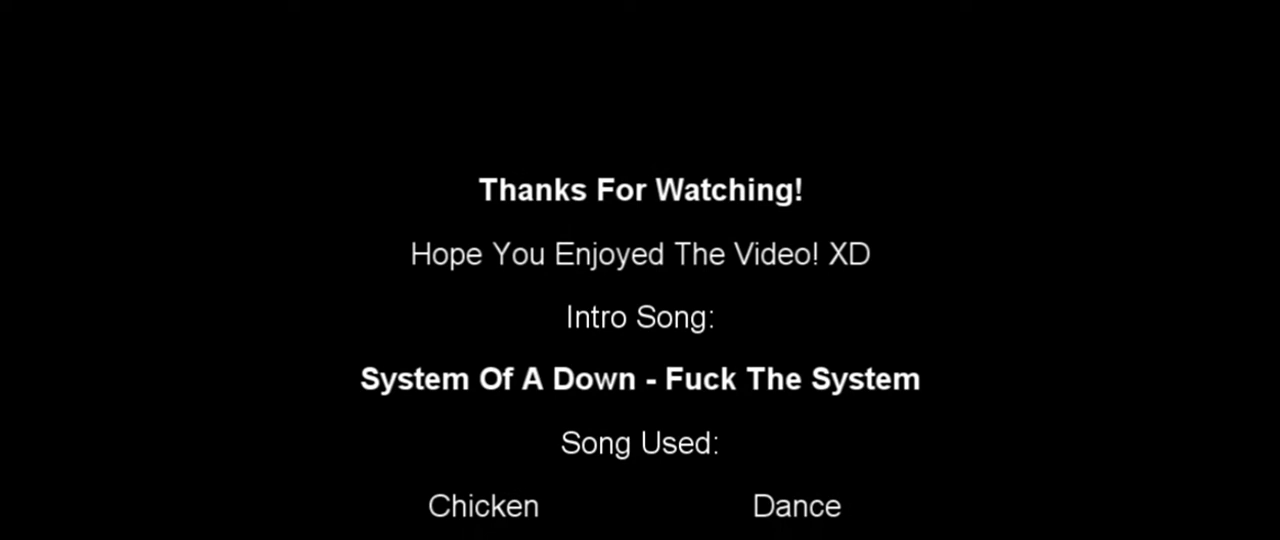 Thanks For Watching!
Hope You Enjoyed The Video! XD
Intro Song:
System Of A Down - Fuck The System
Song Used:
Chicken Dance